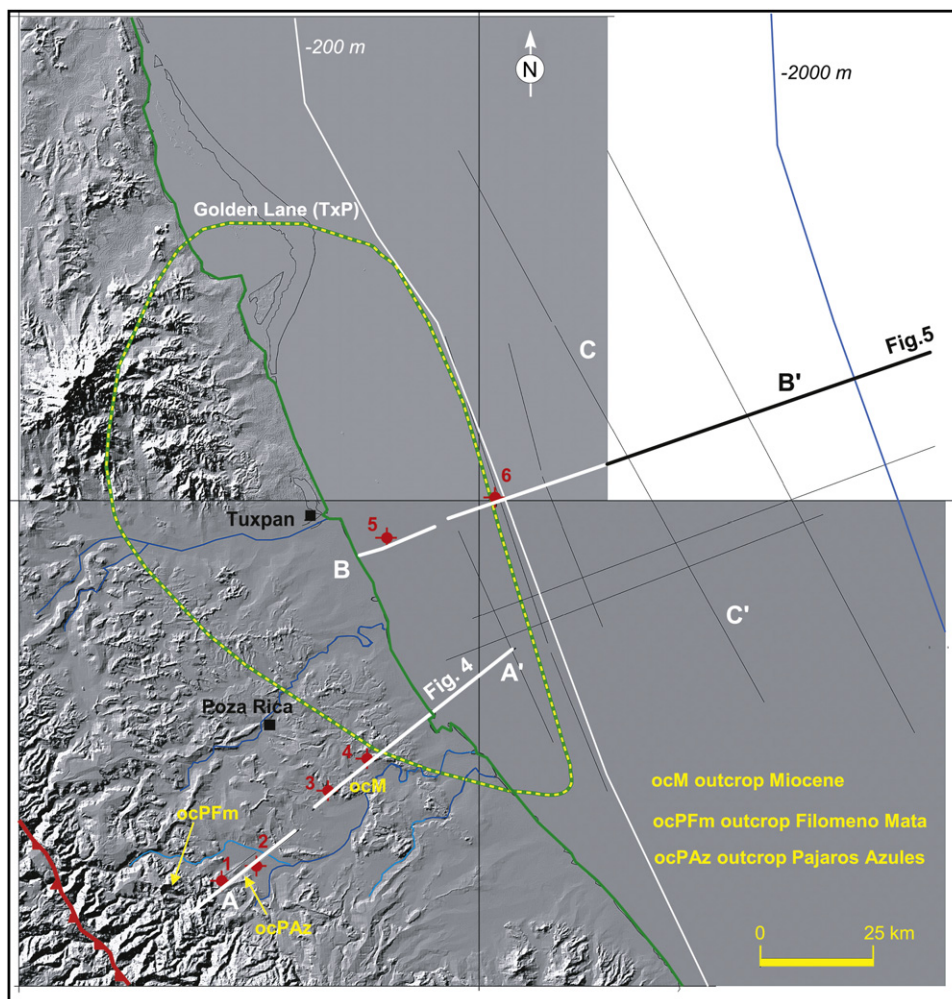 -200 m
N
-2000 m
Golden Lane (TxP)
C
Fig.5
B'
6
Tuxpan
5
B
C'
Fig. 4
A'
Poza Rica
4
3
ocM
ocM outcrop Miocene
ocPFm
ocPFm outcrop Filomeno Mata
2
ocPAz outcrop Pajaros Azules
1
A
ocPAz
0
25 km